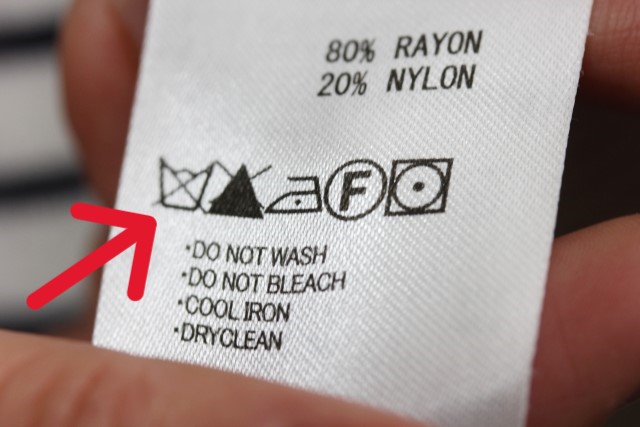 80% RAYON
20% NYLON
F
·DO NOT WASH
·DO NOT BLEACH
·COOL IRON
·DRYCLEAN